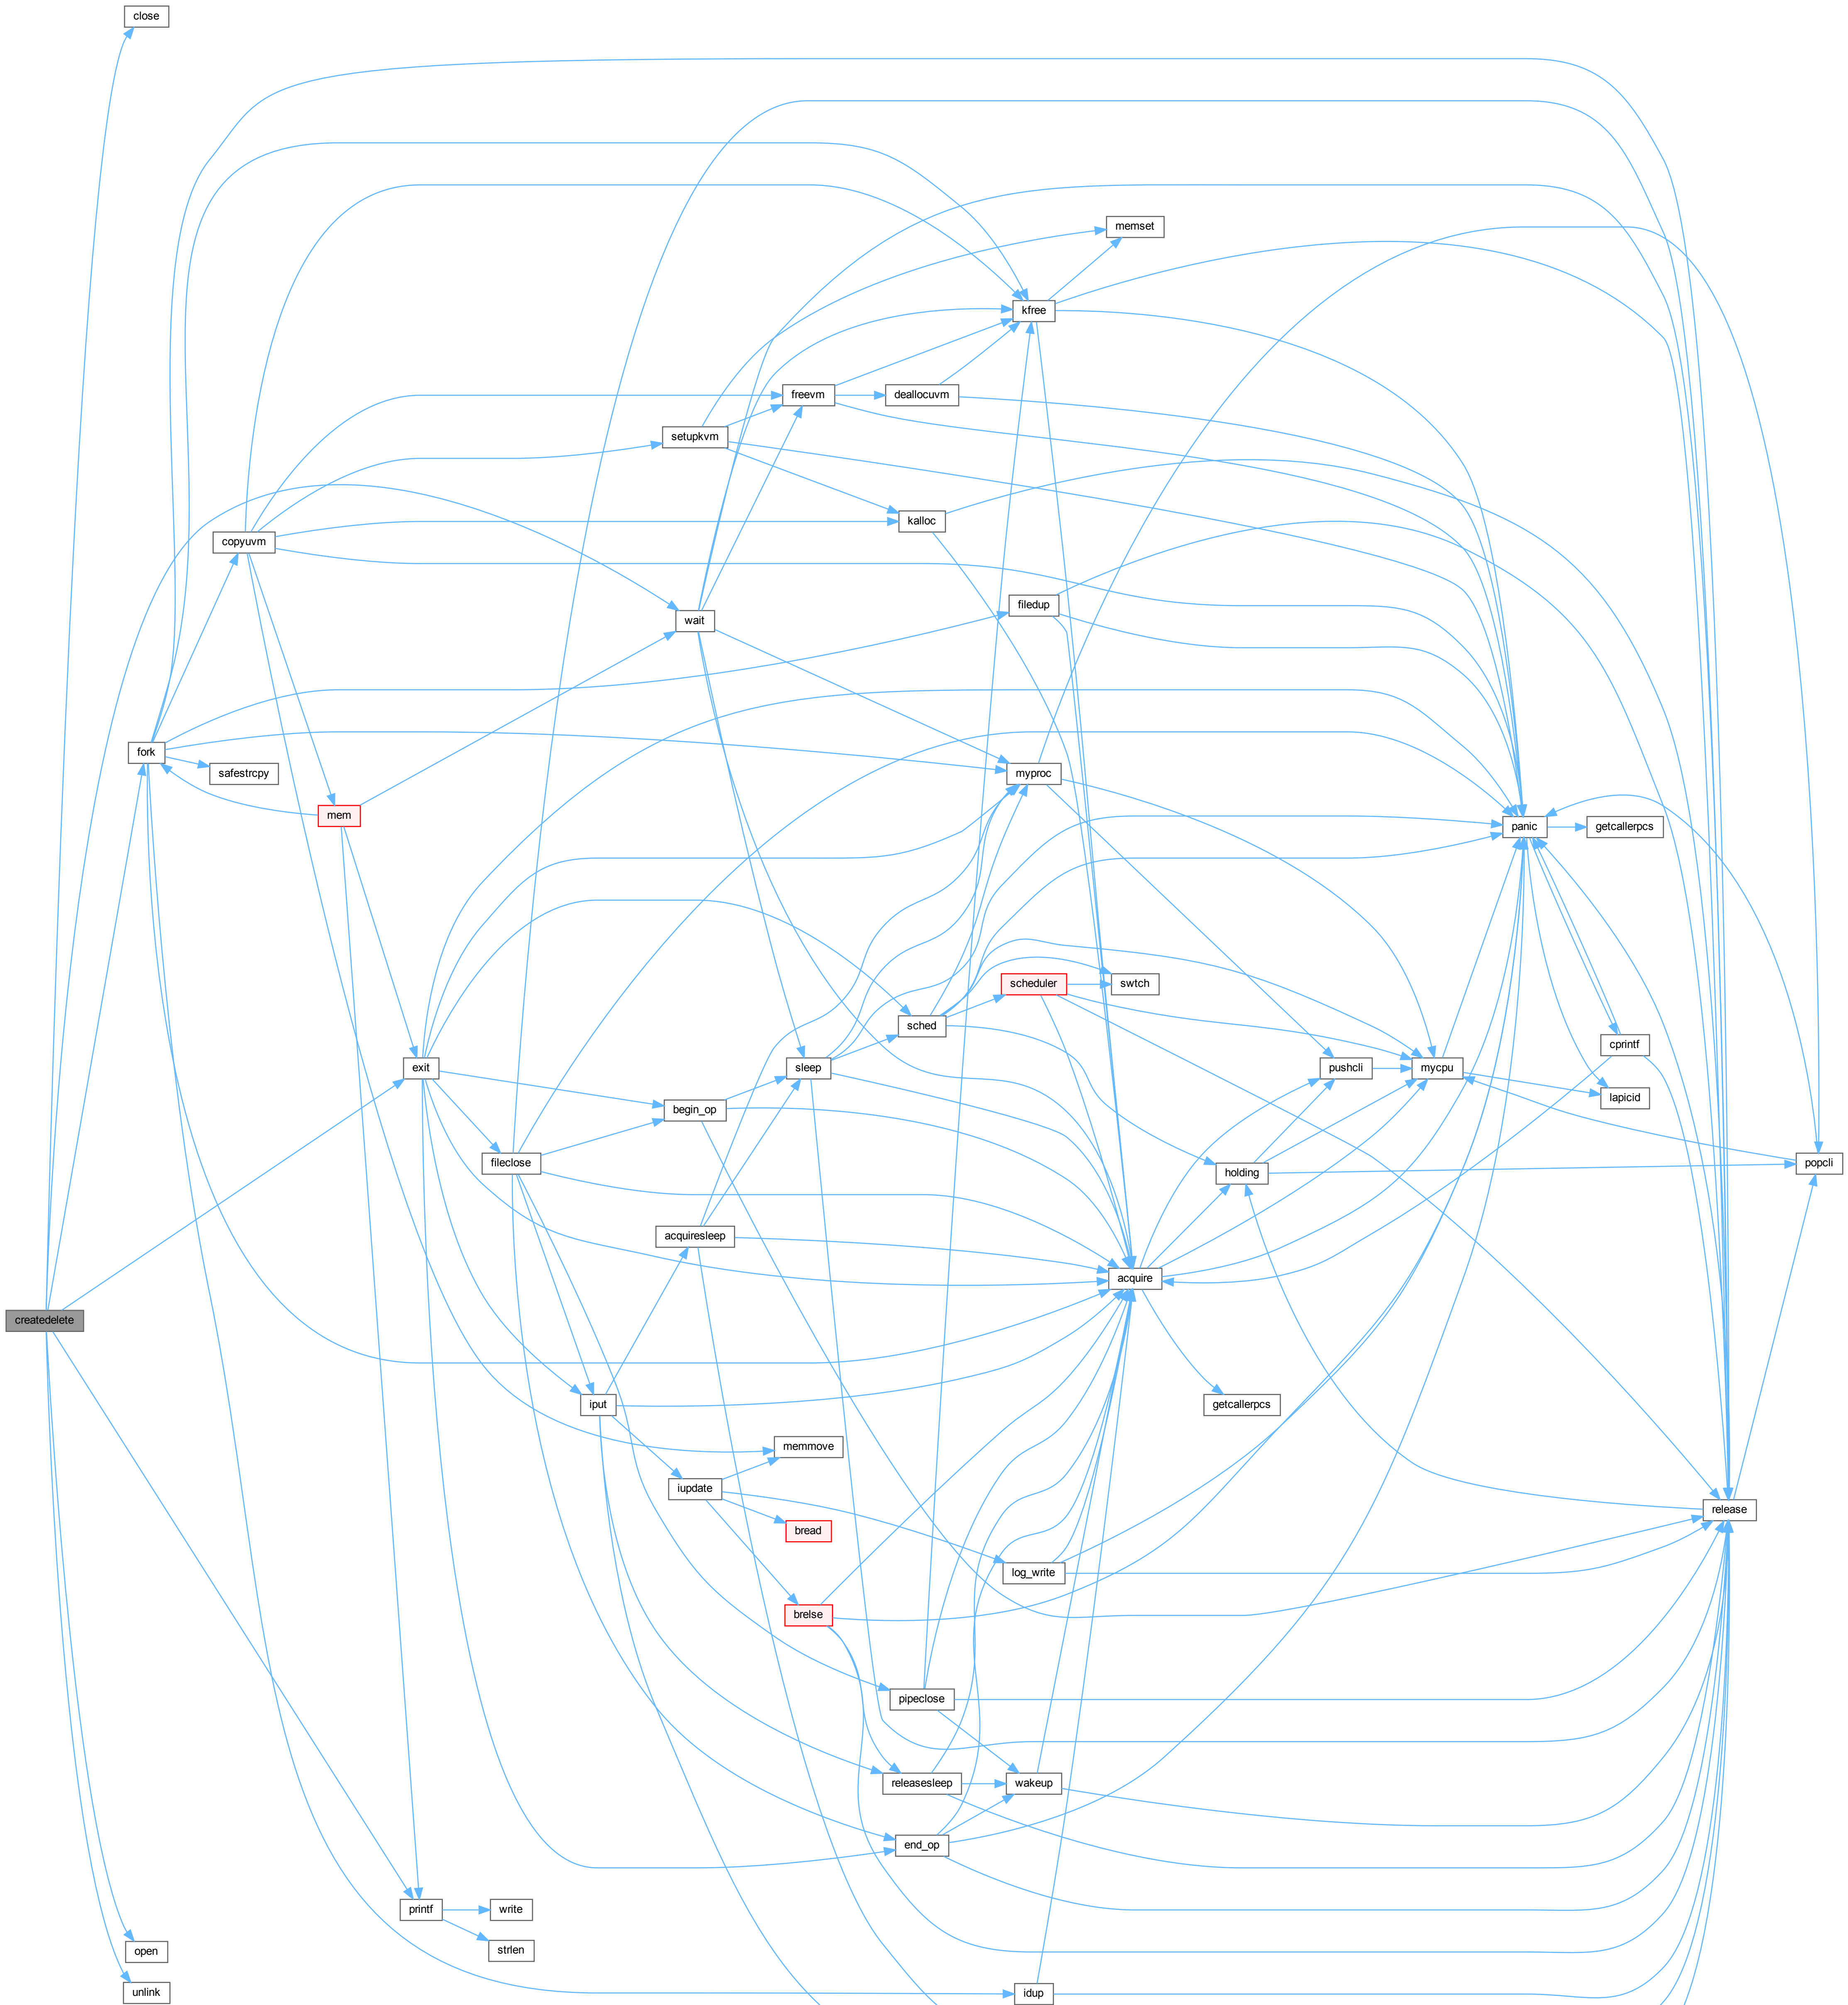 close
memset
kfree
freevm
deallocuvm
setupkvm
kalloc
copyuvm
filedup
wait
fork
safestrcpy
myproc
mem
panic
getcallerpcs
scheduler
swtch
sched
cprintf
exit
sleep
pushcli
mycpu
lapicid
begin_op
fileclose
holding
popcli
acquiresleep
acquire
createdelete
iput
getcallerpcs
memmove
iupdate
release
bread
log_write
brelse
pipeclose
releasesleep
wakeup
end_op
printf
write
open
strlen
unlink
idup